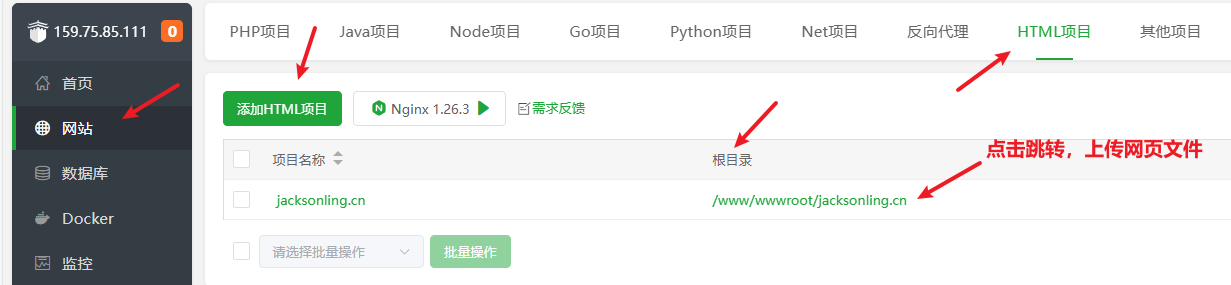 159.75.85.111 0
首页
网站
数据库
Docker
监控
PHP项目 Java项目 Node项目 Go项目 Python项目 Net项目 反向代理 HTML项目 其他项目
添加HTML项目 Nginx 1.26.3 需求反馈
项目名称 根目录
点击跳转，上传网页文件
jacksonling.cn /www/wwwroot/jacksonling.cn
请选择批量操作 批量操作